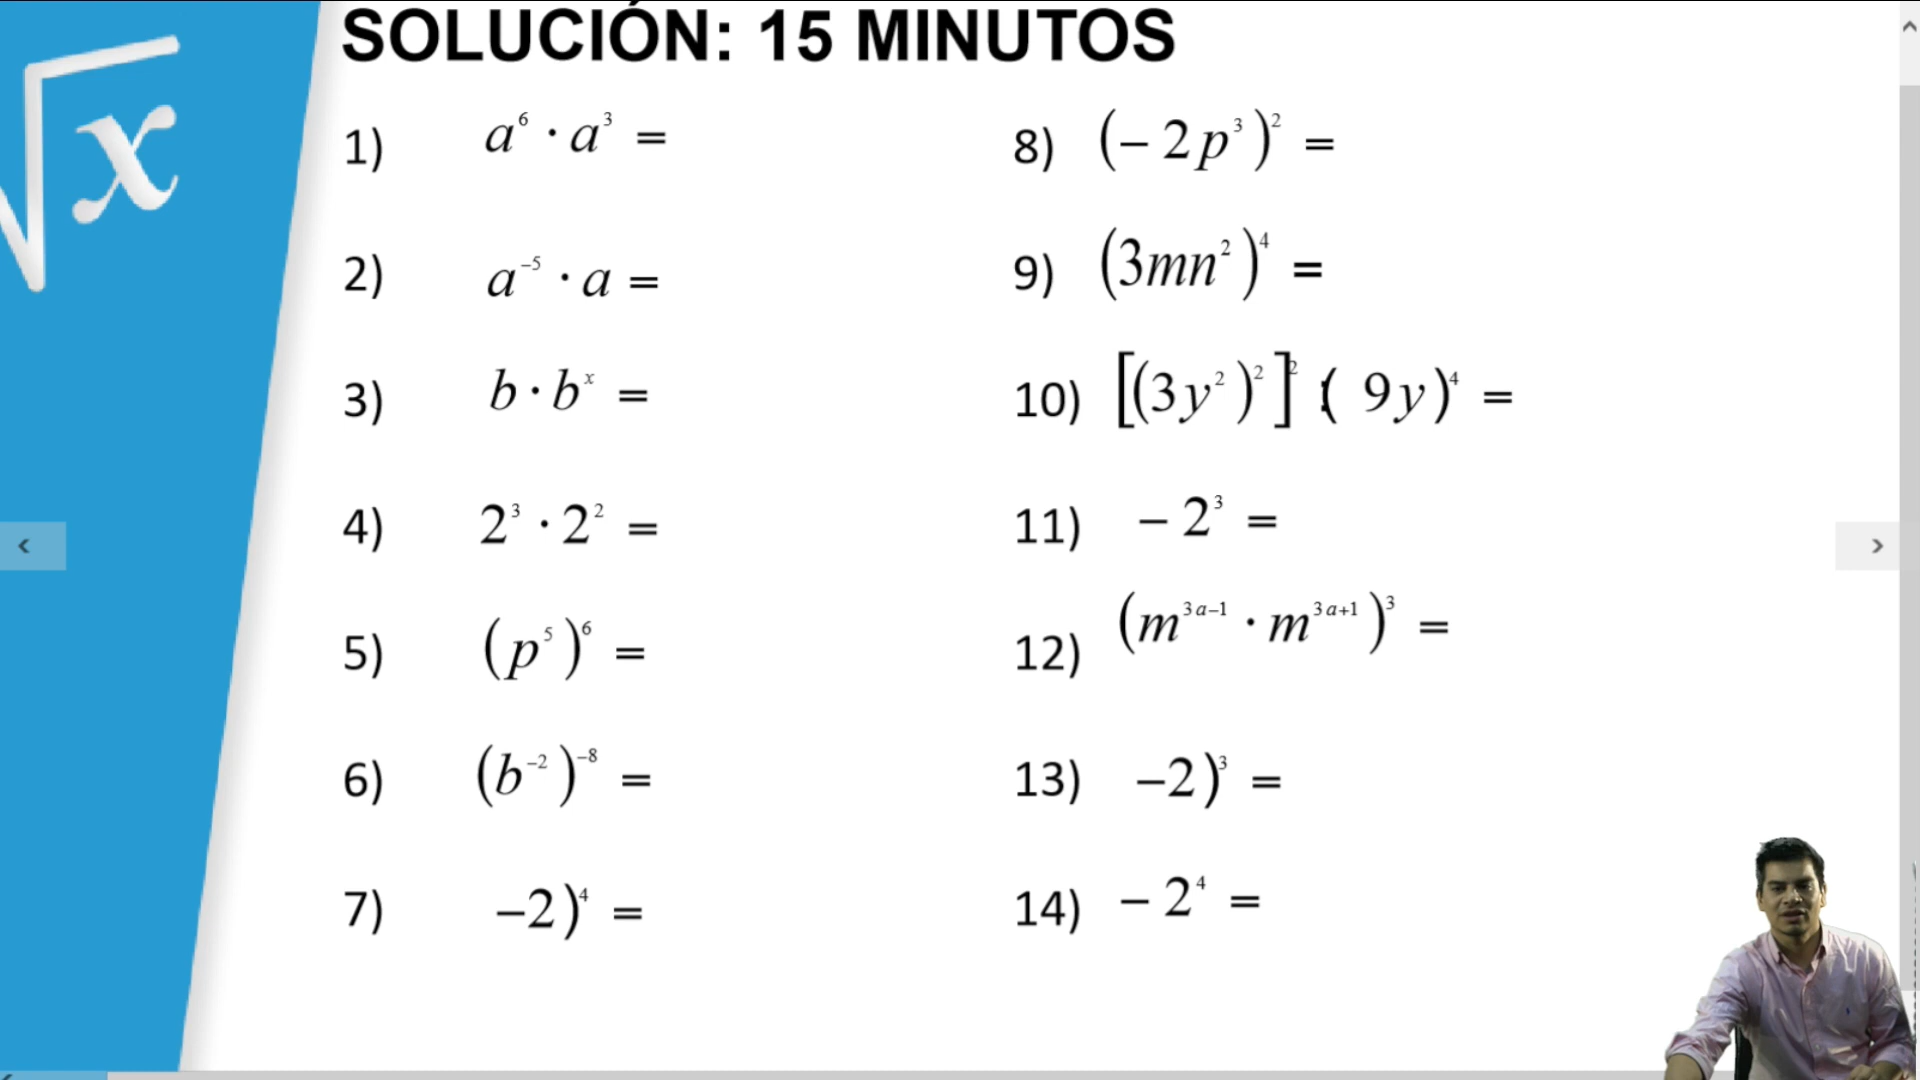 SOLUCIÓN: 15 MINUTOS
√x
1) a⁶ · a³ =
2) a⁻⁵ · a =
3) b · bˣ =
4) 2³ · 2² =
5) (p⁵)⁶ =
6) (b⁻²)⁻⁸ =
7) −2)⁴ =
8) (− 2p³)² =
9) (3mn²)⁴ =
10) [(3y²)²]² : ( 9y)⁴ =
11) − 2³ =
12) (m³ᵃ⁻¹ · m³ᵃ⁺¹)³ =
13) −2)³ =
14) − 2⁴ =